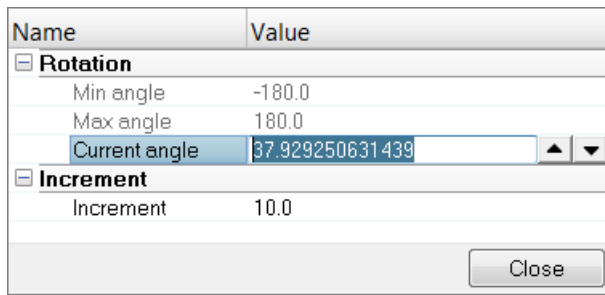 Name Value
Rotation
Min angle -180.0
Max angle 180.0
Current angle 37.929250631439
Increment
Increment 10.0
Close